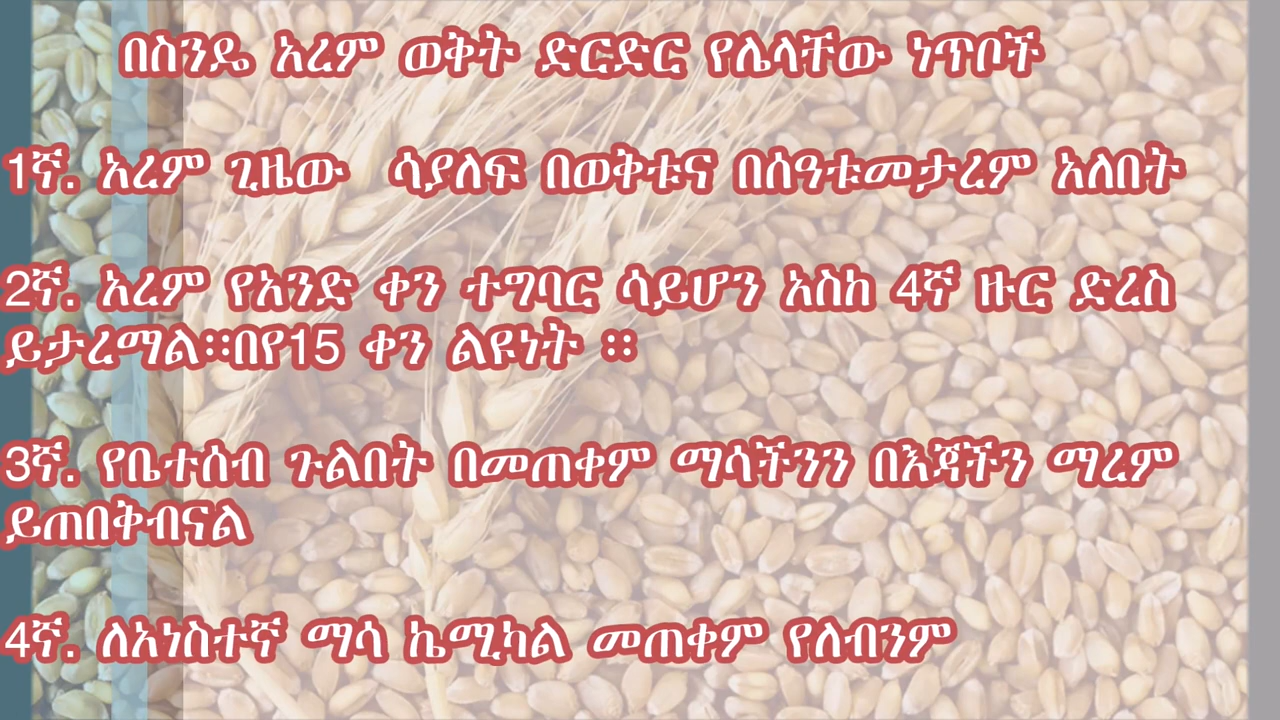 በስንዴ አረም ወቅት ድርድር የሌላቸው ነጥቦች
1ኛ. አረም ጊዜው ሳያለፍ በወቅቱና በሰዓቱመታረም አለበት
2ኛ. አረም የአንድ ቀን ተግባር ሳይሆን እስከ 4ኛ ዙር ድረስ
ይታረማል።በየ15 ቀን ልዩነት ።
3ኛ. የቤተሰብ ጉልበት በመጠቀም ማሳችንን በእጃችን ማረም
ይጠበቅብናል
4ኛ. ለአነስተኛ ማሳ ኬሚካል መጠቀም የለብንም